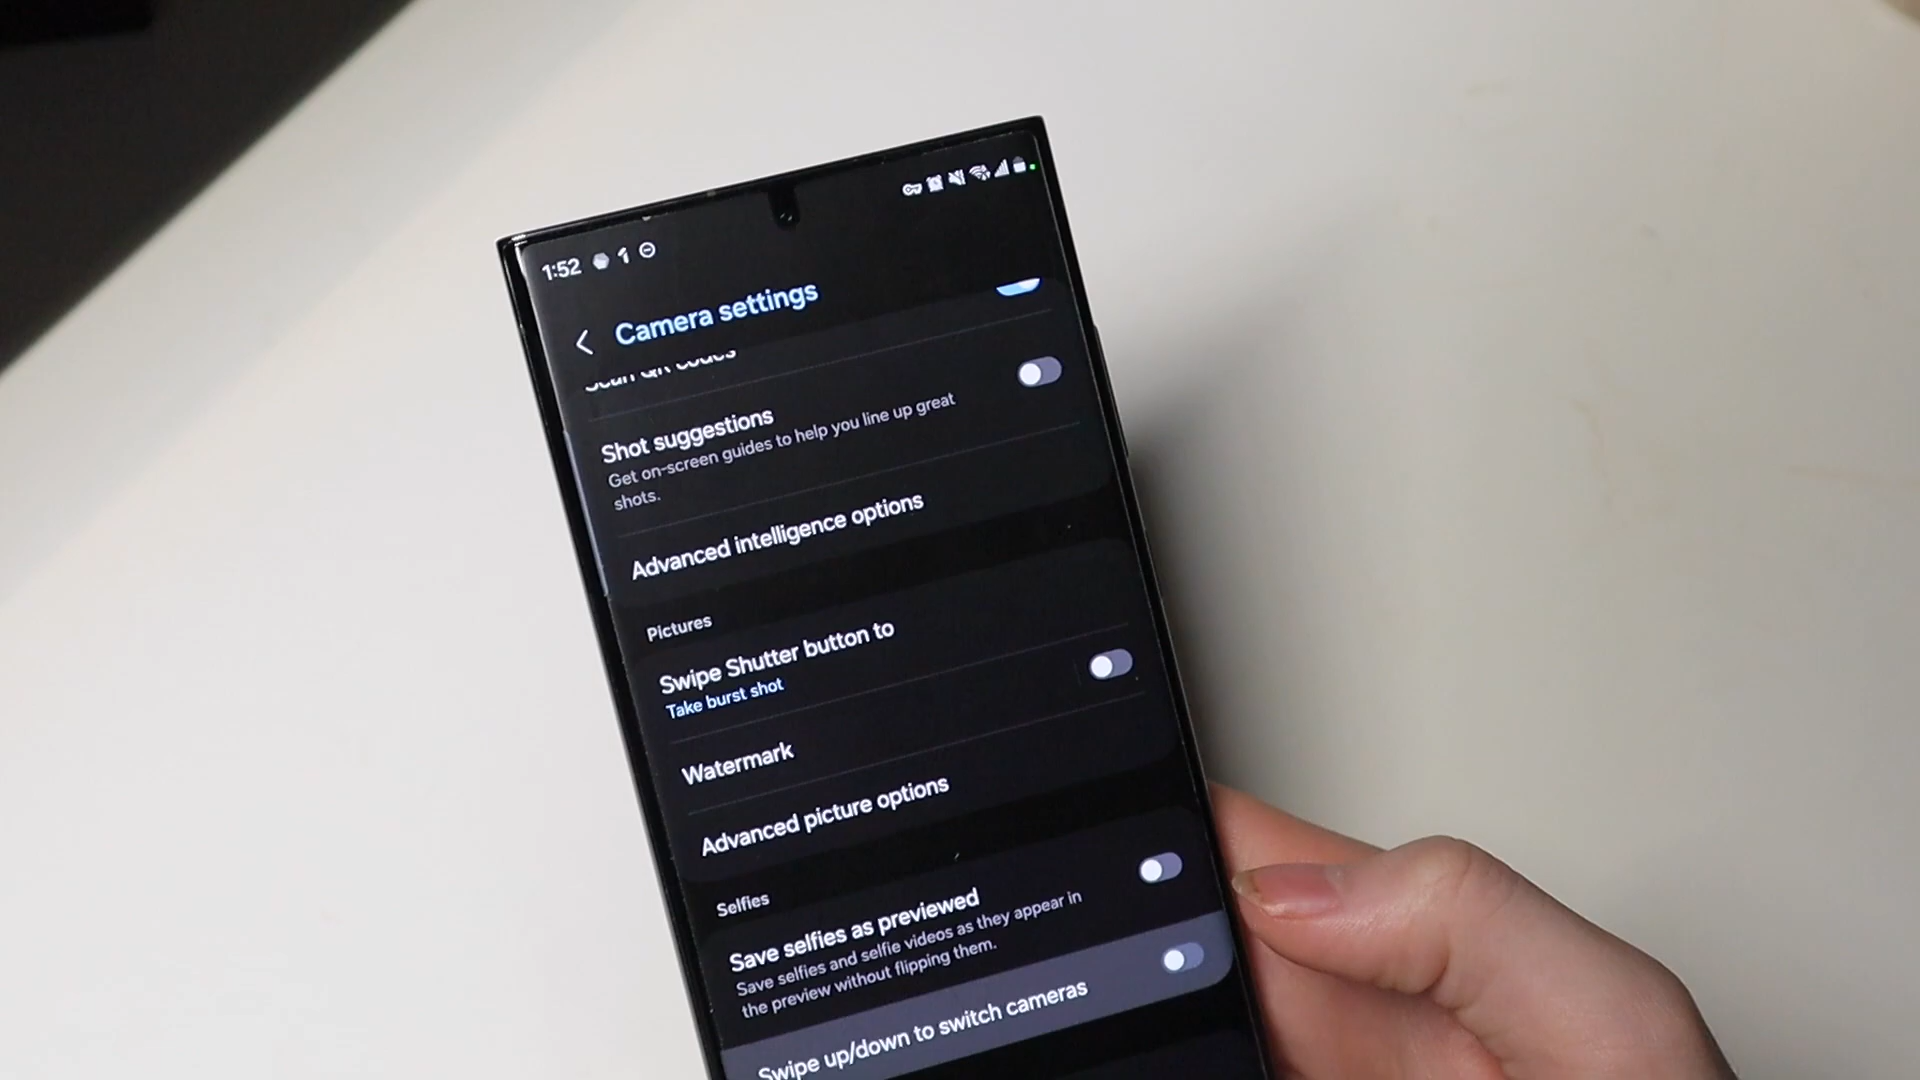 1:52
Camera settings
Scan QR codes
Shot suggestions
Get on-screen guides to help you line up great
shots.
Advanced intelligence options
Pictures
Swipe Shutter button to
Take burst shot
Watermark
Advanced picture options
Selfies
Save selfies as previewed
Save selfies and selfie videos as they appear in
the preview without flipping them.
Swipe up/down to switch cameras